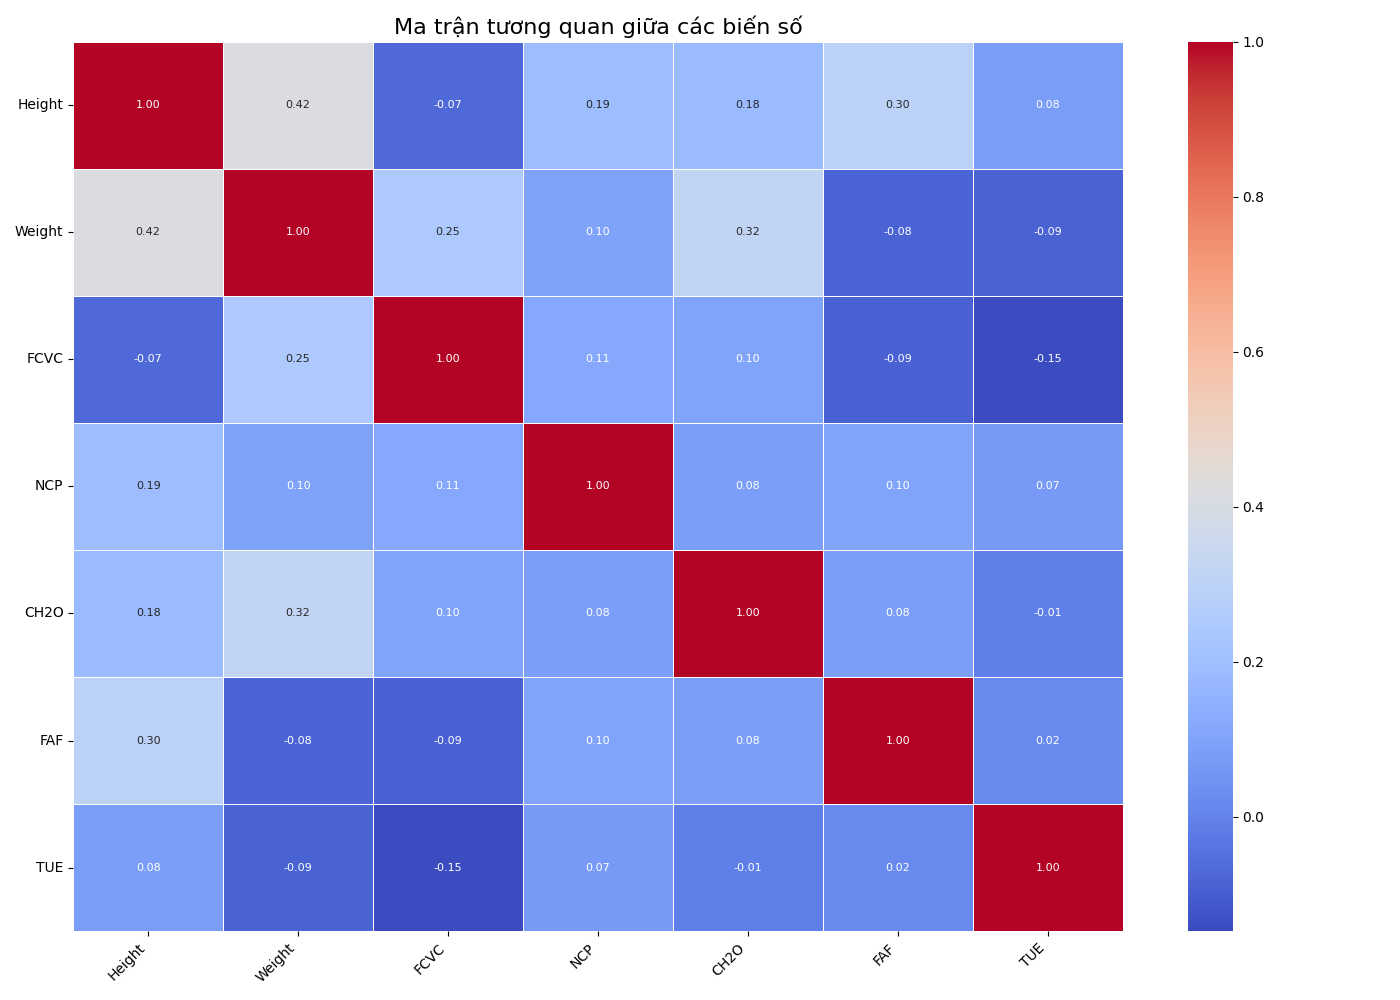 Ma trận tương quan giữa các biến số
Height 1.00 0.42 -0.07 0.19 0.18 0.30 0.08
Weight 0.42 1.00 0.25 0.10 0.32 -0.08 -0.09
FCVC -0.07 0.25 1.00 0.11 0.10 -0.09 -0.15
NCP 0.19 0.10 0.11 1.00 0.08 0.10 0.07
CH2O 0.18 0.32 0.10 0.08 1.00 0.08 -0.01
FAF 0.30 -0.08 -0.09 0.10 0.08 1.00 0.02
TUE 0.08 -0.09 -0.15 0.07 -0.01 0.02 1.00
Height Weight FCVC NCP CH2O FAF TUE
1.0
0.8
0.6
0.4
0.2
0.0